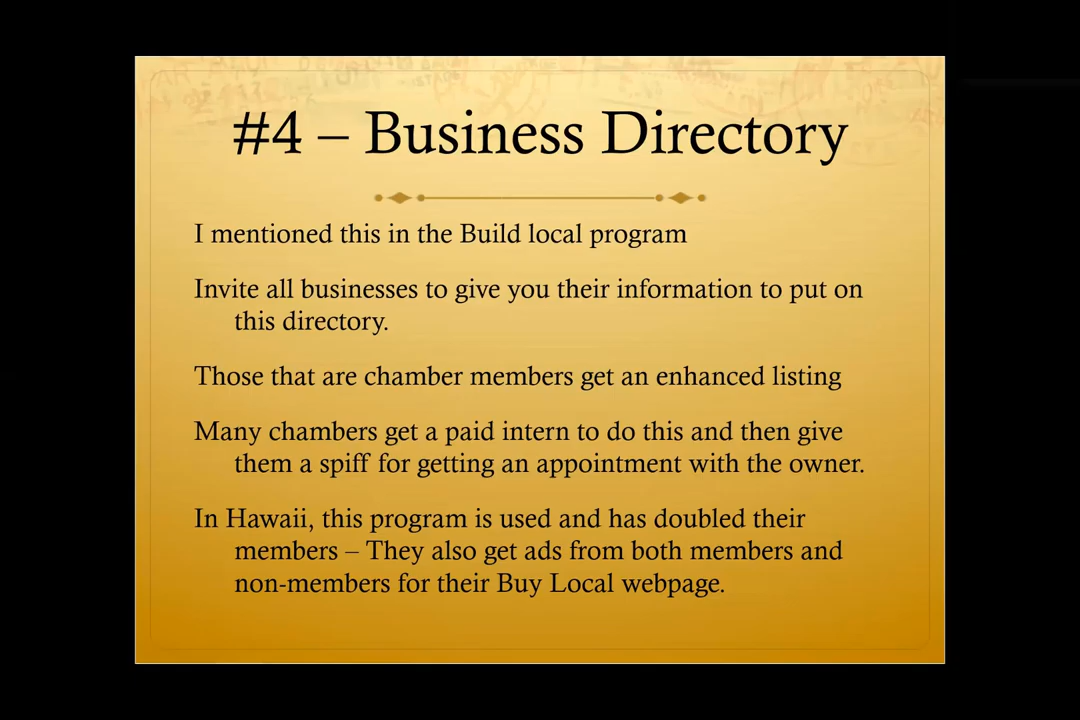 #4 – Business Directory
I mentioned this in the Build local program
Invite all businesses to give you their information to put on
this directory.
Those that are chamber members get an enhanced listing
Many chambers get a paid intern to do this and then give
them a spiff for getting an appointment with the owner.
In Hawaii, this program is used and has doubled their
members – They also get ads from both members and
non-members for their Buy Local webpage.